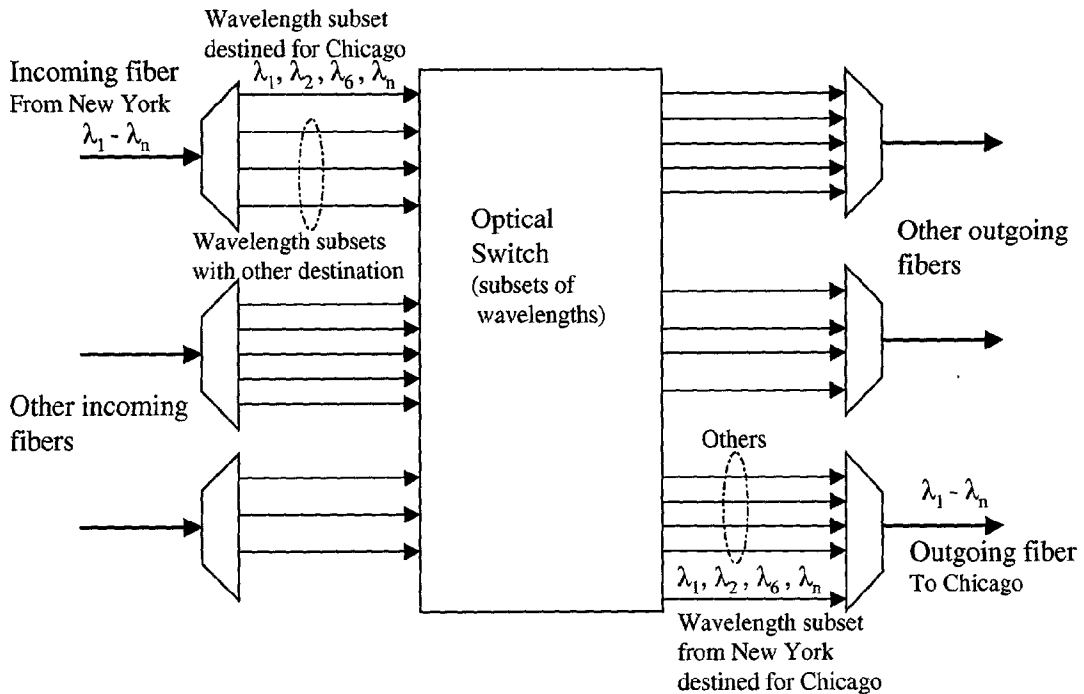 Wavelength subset
destined for Chicago
λ₁, λ₂, λ₆, λₙ
Incoming fiber
From New York
λ₁ - λₙ
Wavelength subsets
with other destination
Other incoming
fibers
Optical
Switch
(subsets of
wavelengths)
Other outgoing
fibers
Others
λ₁ - λₙ
Outgoing fiber
To Chicago
λ₁, λ₂, λ₆, λₙ
Wavelength subset
from New York
destined for Chicago